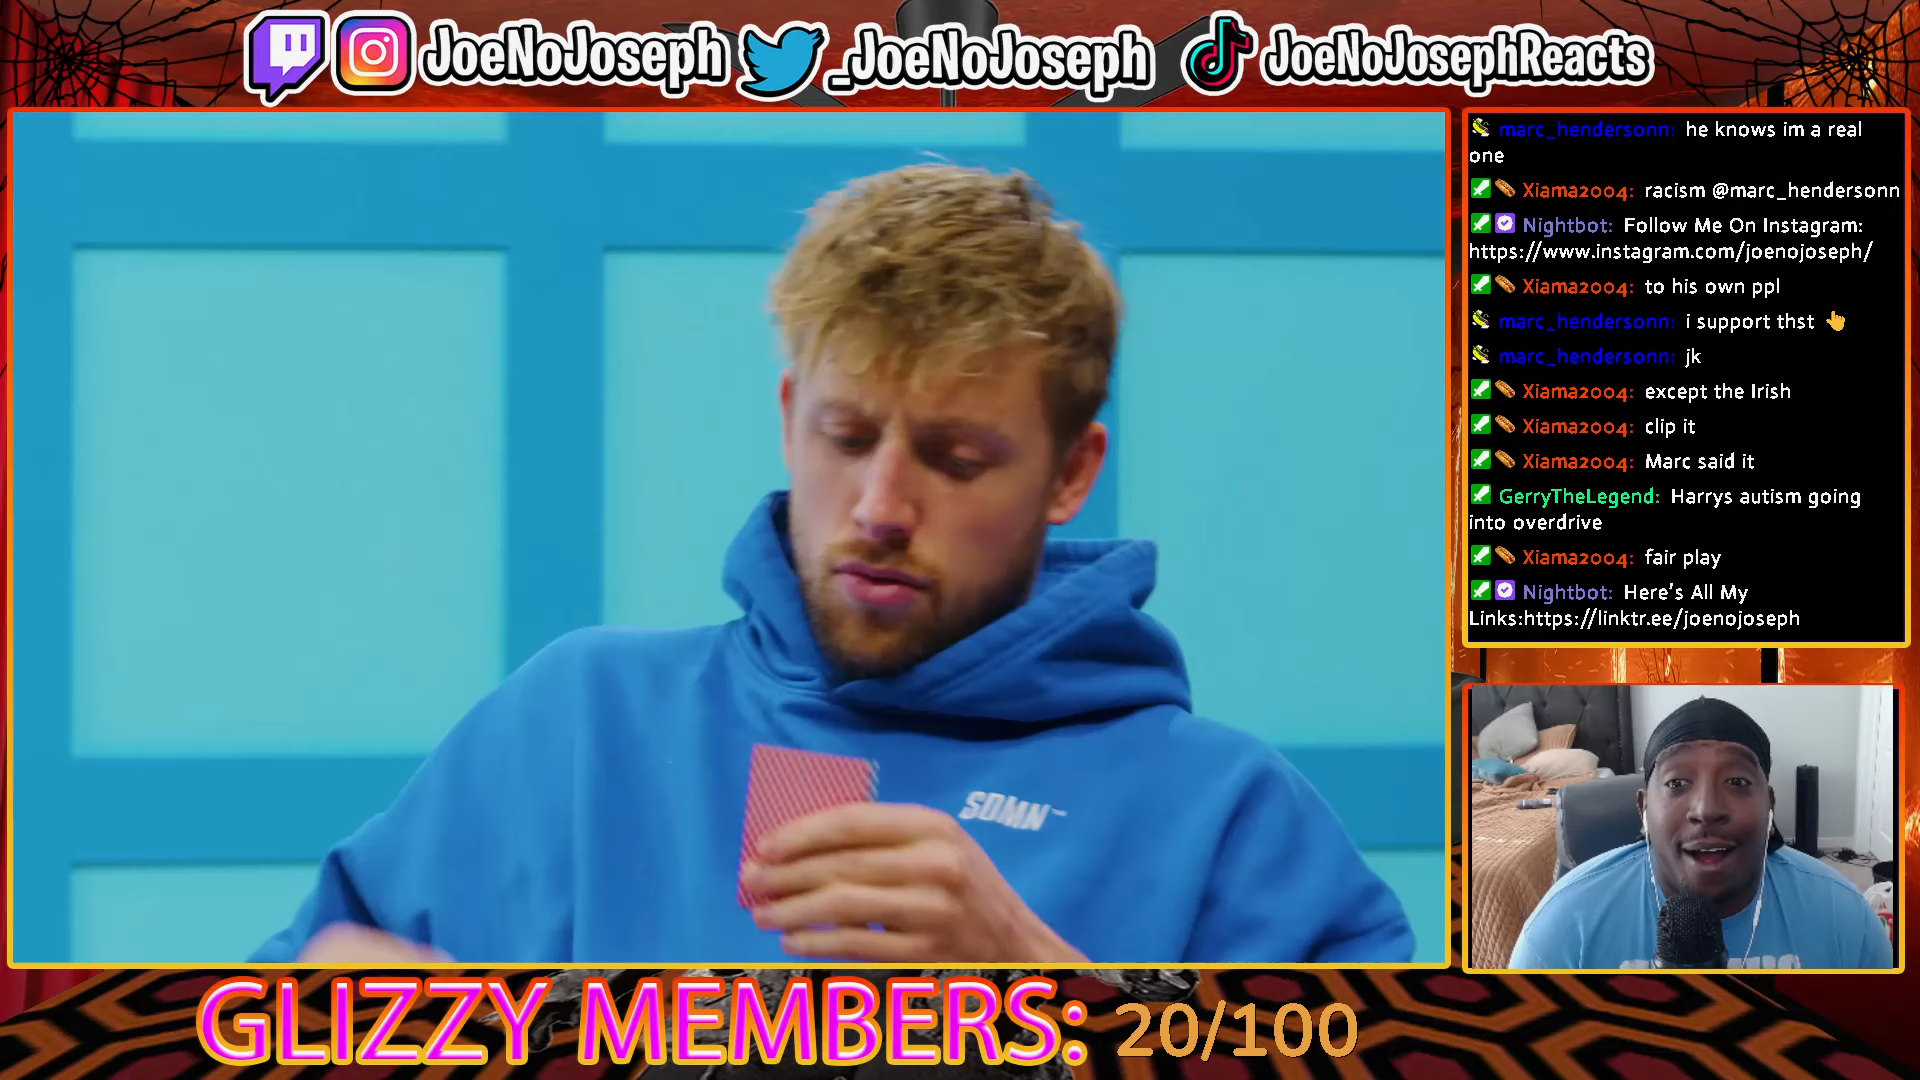 JoeNoJoseph _JoeNoJoseph JoeNoJosephReacts
marc_hendersonn: he knows im a real
one
Xiama2004: racism @marc_hendersonn
Nightbot: Follow Me On Instagram:
https://www.instagram.com/joenojoseph/
Xiama2004: to his own ppl
marc_hendersonn: i support thst 👆
marc_hendersonn: jk
Xiama2004: except the Irish
Xiama2004: clip it
Xiama2004: Marc said it
GerryTheLegend: Harrys autism going
into overdrive
Xiama2004: fair play
Nightbot: Here's All My
Links:https://linktr.ee/joenojoseph
SDMN
GLIZZY MEMBERS: 20/100